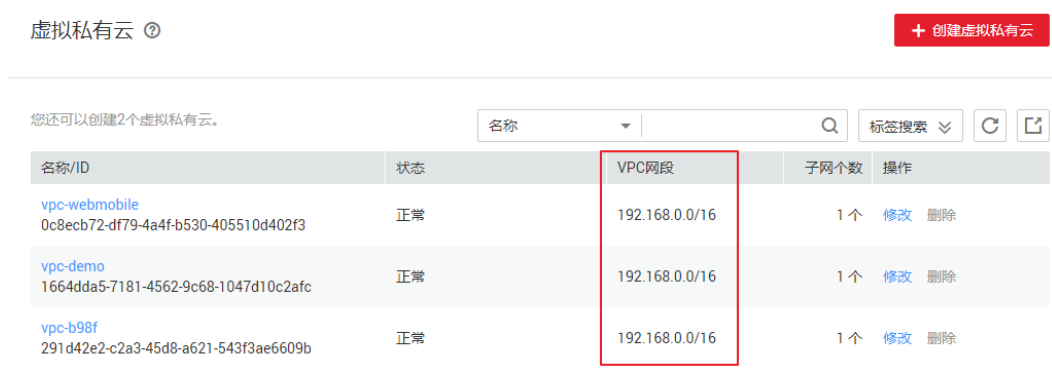 虚拟私有云
创建虚拟私有云
您还可以创建2个虚拟私有云。
名称
标签搜索
名称/ID 状态 VPC网段 子网个数 操作
vpc-webmobile
0c8ecb72-df79-4a4f-b530-405510d402f3 正常 192.168.0.0/16 1个 修改 删除
vpc-demo
1664dda5-7181-4562-9c68-1047d10c2afc 正常 192.168.0.0/16 1个 修改 删除
vpc-b98f
291d42e2-c2a3-45d8-a621-543f3ae6609b 正常 192.168.0.0/16 1个 修改 删除